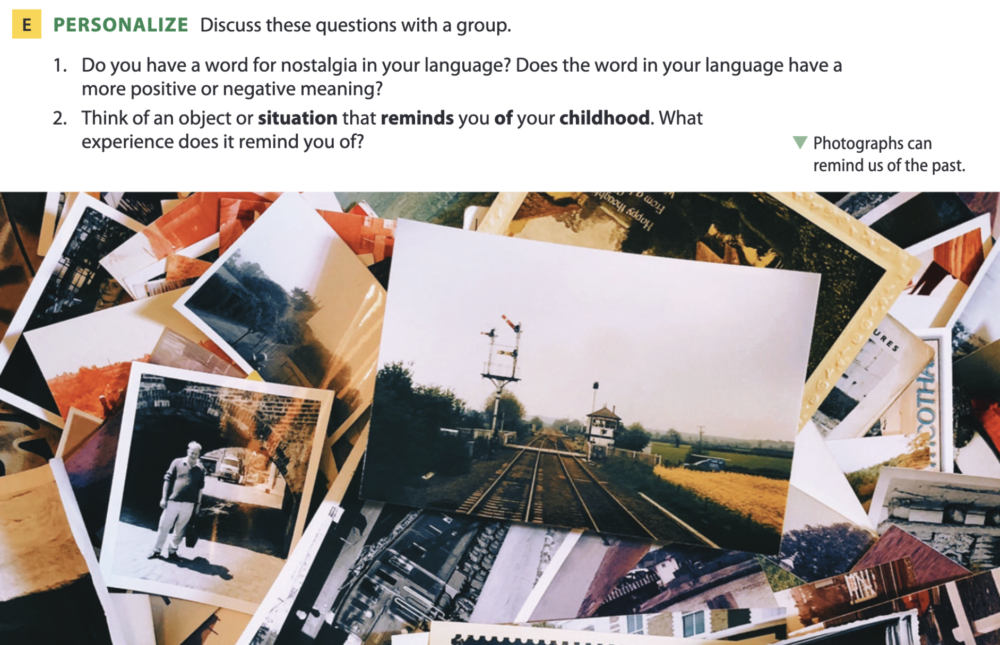 E PERSONALIZE Discuss these questions with a group.
1. Do you have a word for nostalgia in your language? Does the word in your language have a
more positive or negative meaning?
2. Think of an object or situation that reminds you of your childhood. What
experience does it remind you of?
▼ Photographs can
remind us of the past.
Happy though
From a
URES
COTHA